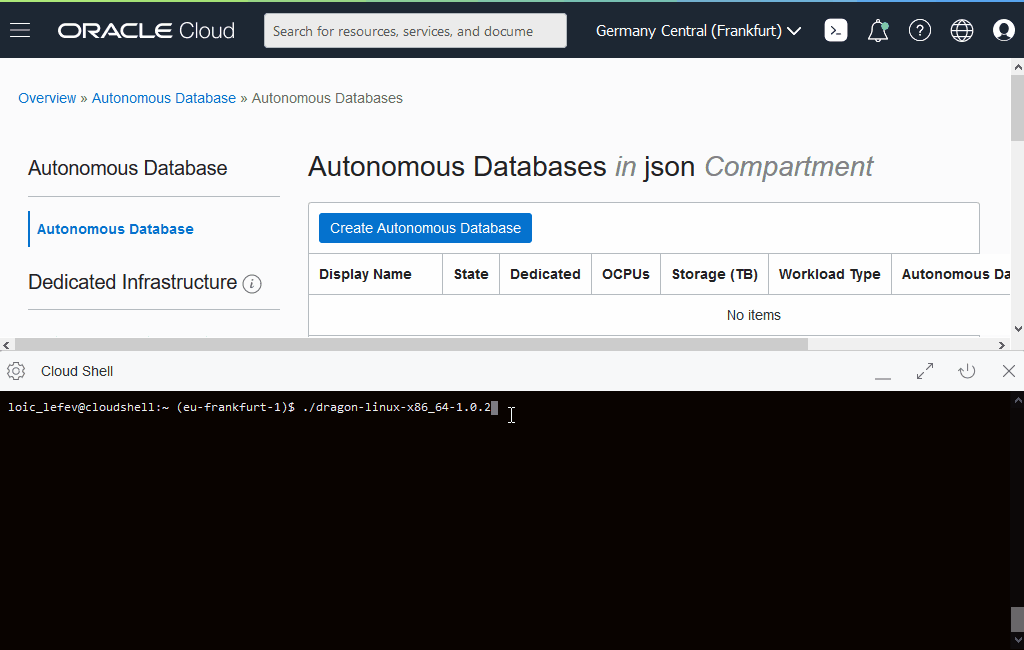 ORACLE Cloud
Search for resources, services, and docume
Germany Central (Frankfurt)
Overview » Autonomous Database » Autonomous Databases
Autonomous Database
Autonomous Database
Dedicated Infrastructure
Autonomous Databases in json Compartment
Create Autonomous Database
Display Name State Dedicated OCPUs Storage (TB) Workload Type Autonomous Da
No items
Cloud Shell
loic_lefev@cloudshell:~ (eu-frankfurt-1)$ ./dragon-linux-x86_64-1.0.2